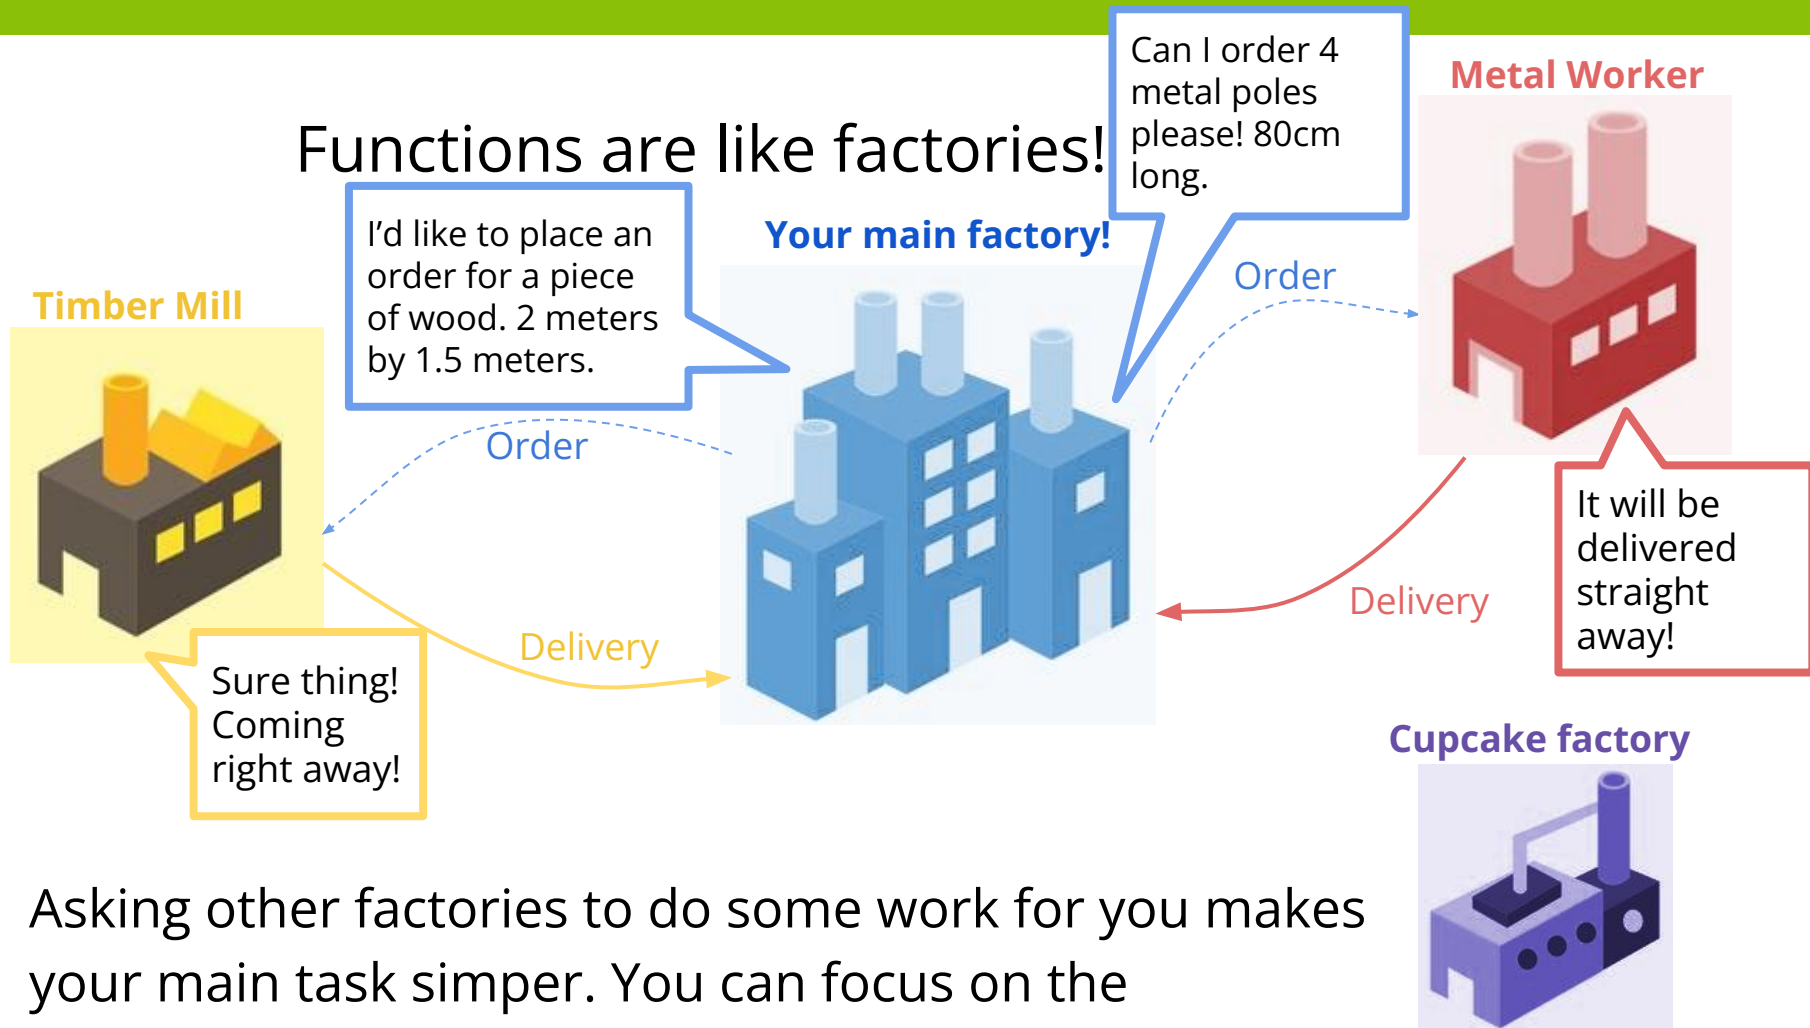 Functions are like factories!
Can I order 4
metal poles
please! 80cm
long.
Metal Worker
I’d like to place an
order for a piece
of wood. 2 meters
by 1.5 meters.
Your main factory!
Order
Timber Mill
Order
It will be
delivered
straight
away!
Delivery
Delivery
Sure thing!
Coming
right away!
Cupcake factory
Asking other factories to do some work for you makes
your main task simper. You can focus on the